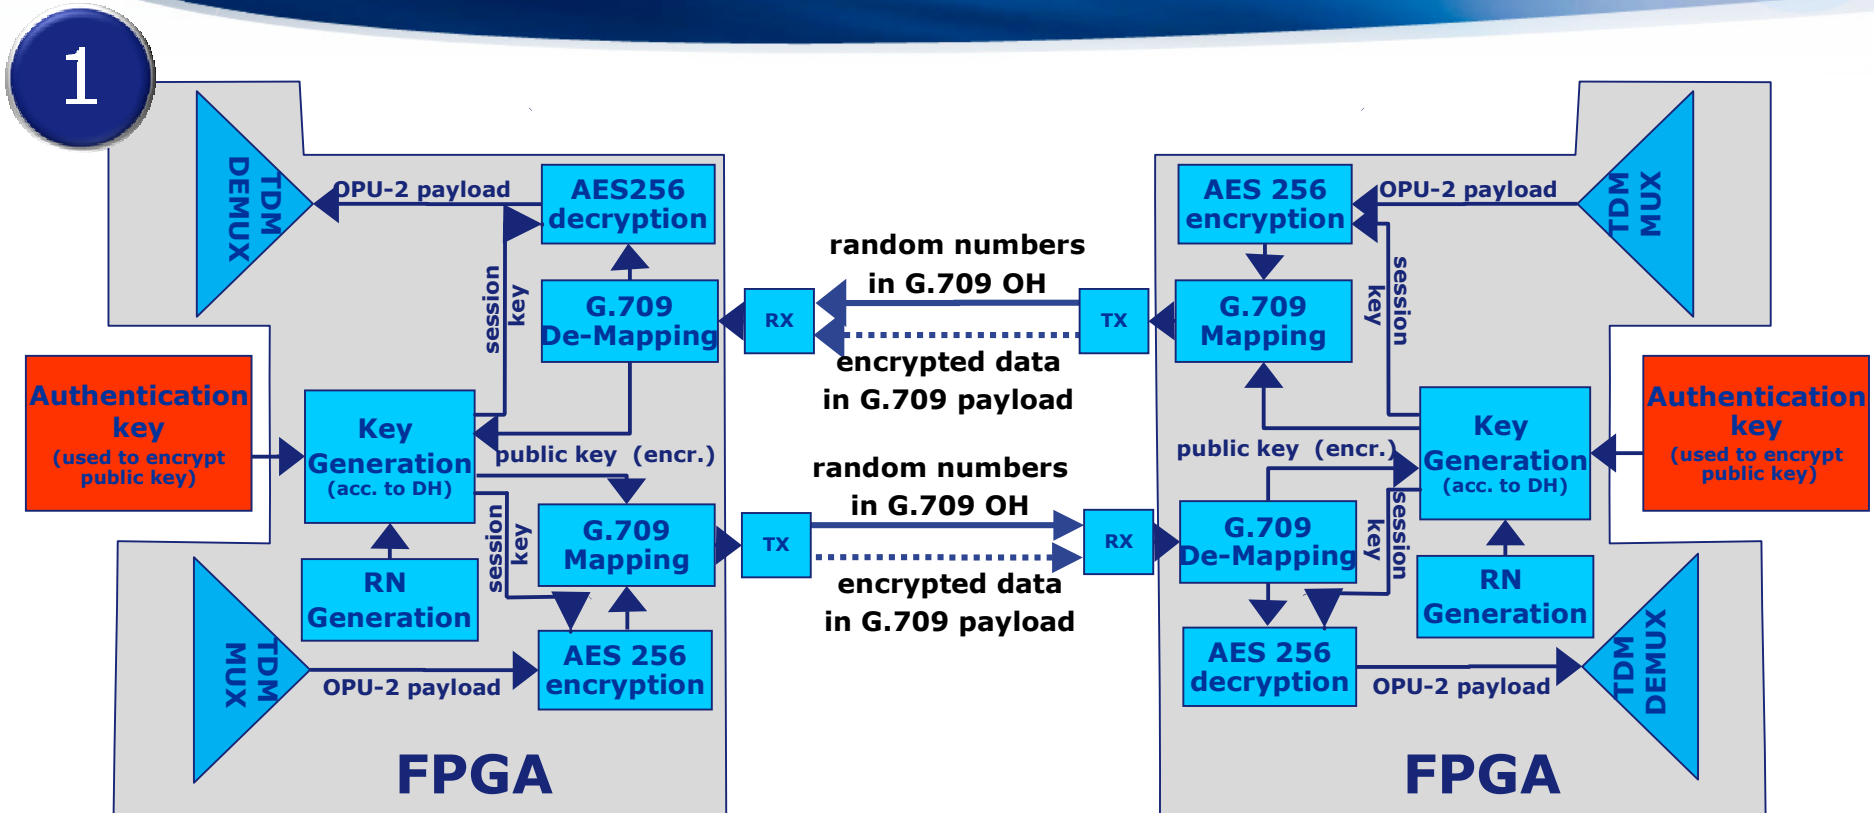 1
TDM
DEMUX
OPU-2 payload
AES256
decryption
session
key
G.709
De-Mapping
RX
random numbers
in G.709 OH
encrypted data
in G.709 payload
TX
AES 256
encryption
G.709
Mapping
OPU-2 payload
TDM
MUX
session
key
Authentication
key
(used to encrypt
public key)
Key
Generation
(acc. to DH)
public key (encr.)
RN
Generation
session
key
G.709
Mapping
TX
random numbers
in G.709 OH
encrypted data
in G.709 payload
RX
public key (encr.)
G.709
De-Mapping
session
key
Key
Generation
(acc. to DH)
Authentication
key
(used to encrypt
public key)
RN
Generation
TDM
MUX
OPU-2 payload
AES 256
encryption
AES 256
decryption
OPU-2 payload
TDM
DEMUX
FPGA
FPGA